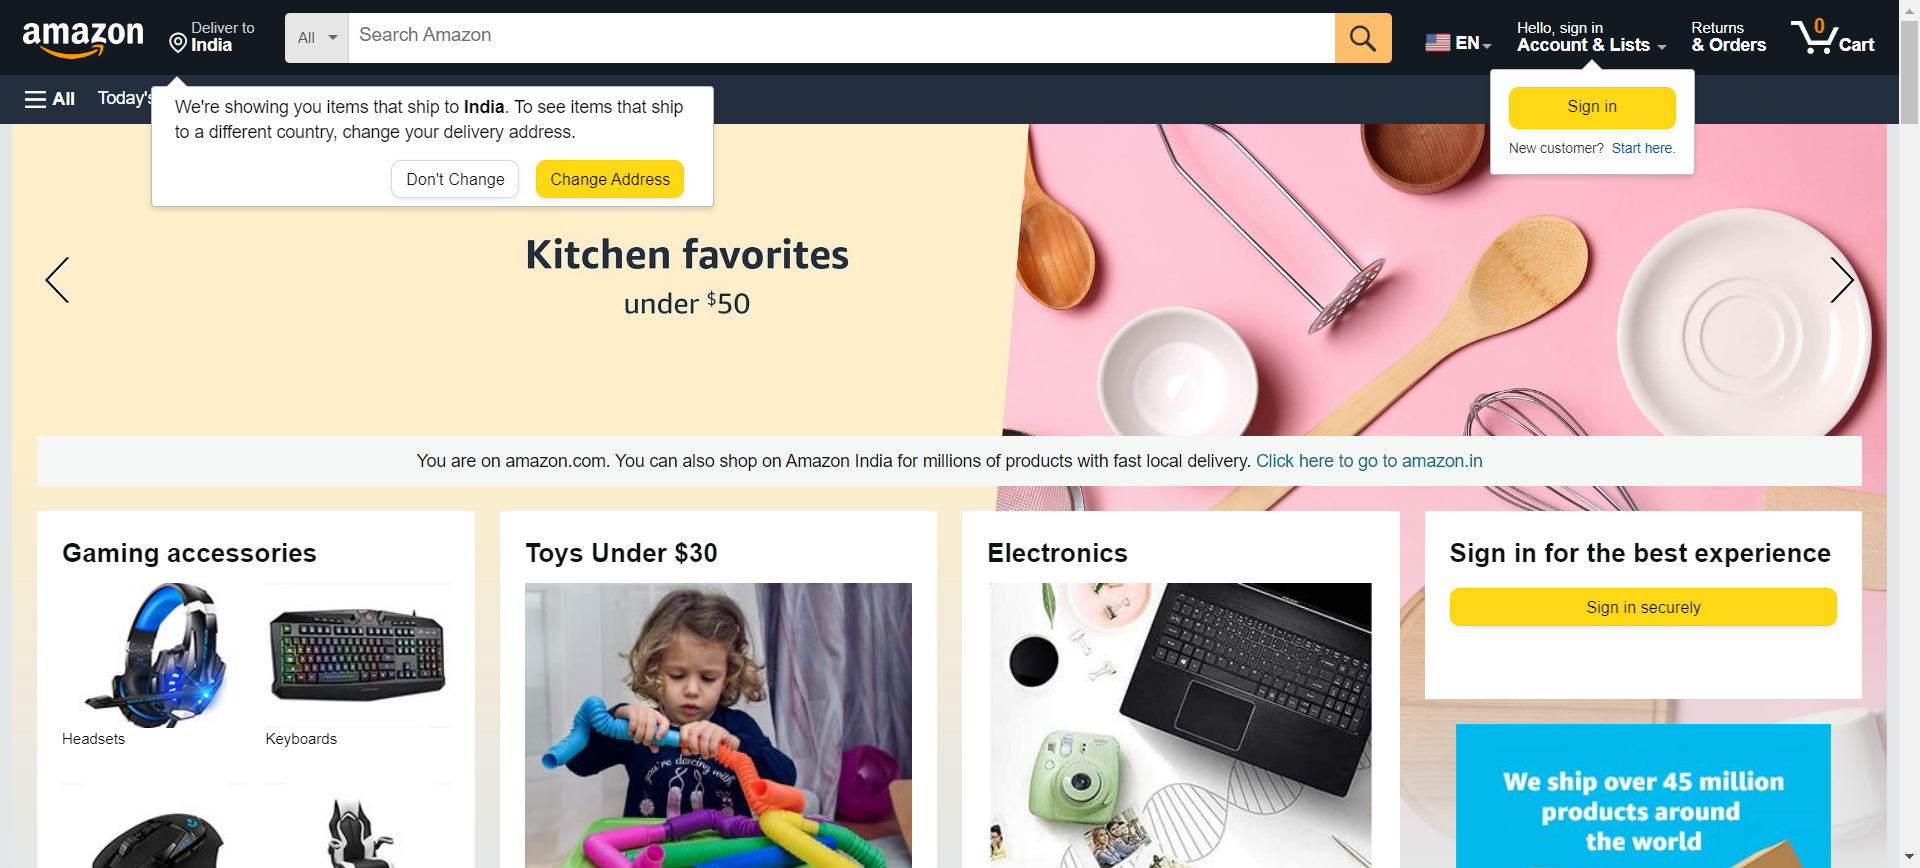 amazon
Deliver to
India
All
Search Amazon
EN
Hello, sign in
Account & Lists
Returns
& Orders
0
Cart
All
Today's
We're showing you items that ship to India. To see items that ship
to a different country, change your delivery address.
Don't Change
Change Address
Sign in
New customer? Start here.
Kitchen favorites
under $50
You are on amazon.com. You can also shop on Amazon India for millions of products with fast local delivery. Click here to go to amazon.in
Gaming accessories
Headsets
Keyboards
Toys Under $30
you're dancing with
Electronics
Sign in for the best experience
Sign in securely
We ship over 45 million
products around
the world